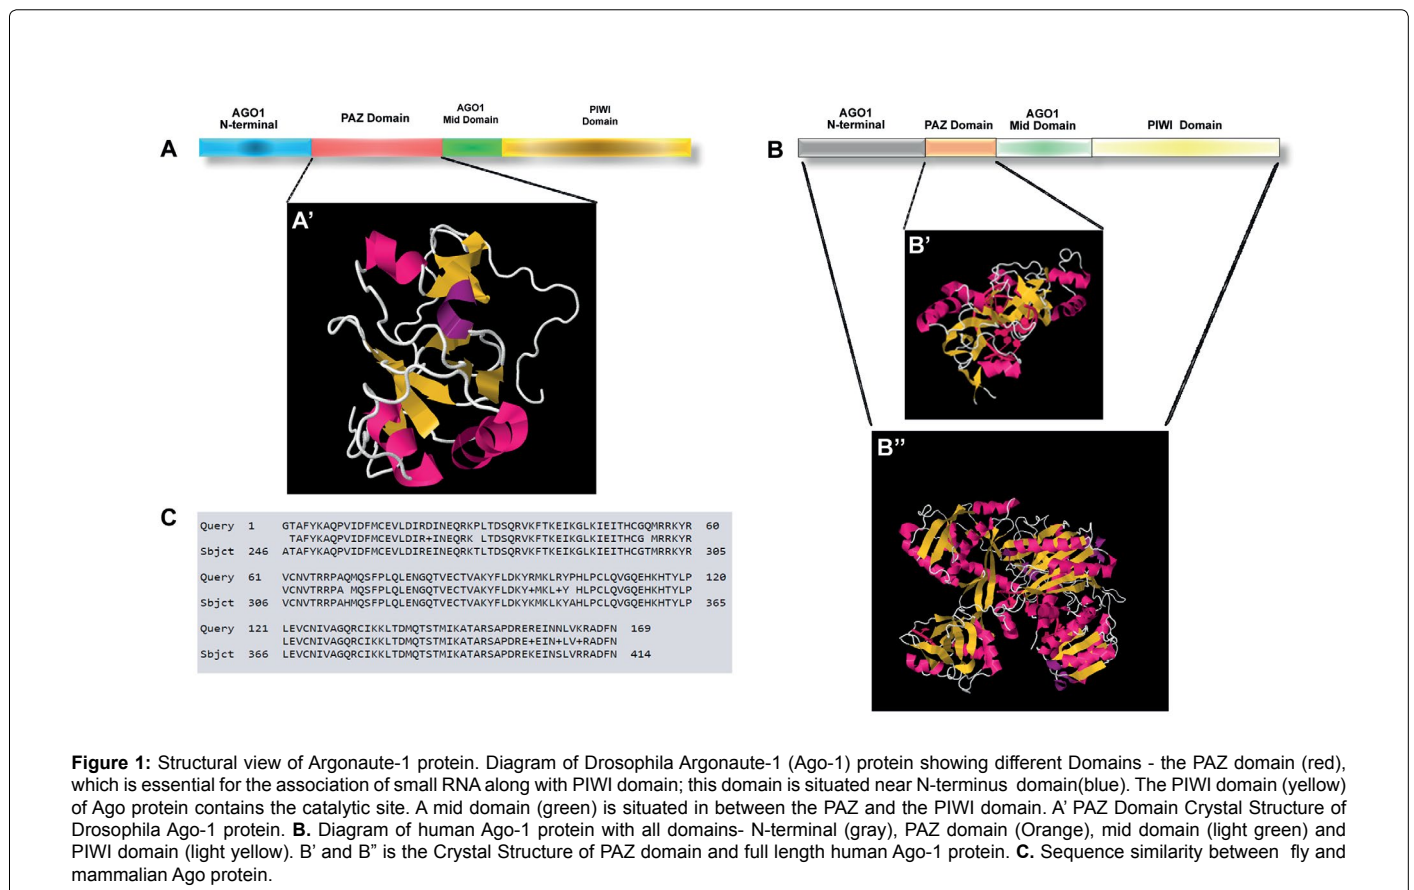 AGO1
N-terminal
PAZ Domain
AGO1
Mid Domain
PIWI
Domain
A
A’
AGO1
N-terminal
PAZ Domain
AGO1
Mid Domain
PIWI Domain
B
B’
B”
C
Query 1 GTAFYKAQPVIDFMCEVLDIRDINEQRKPLTDSQRVKFTKEIKGLKIEITHCGQMRRKYR 60
TAFYKAQPVIDFMCEVLDIR+INEQRK LTDSQRVKFTKEIKGLKIEITHCG MRRKYR
Sbjct 246 ATAFYKAQPVIDFMCEVLDIREINEQRKTLTDSQRVKFTKEIKGLKIEITHCGTMRRKYR 305
Query 61 VCNVTRRPAQMQSFPLQLENGQTVECTVAKYFLDKYRMKLRYPHLPCLQVGQEHKHTYLP 120
VCNVTRRPA MQSFPLQLENGQTVECTVAKYFLDKY+MKL+Y HLPCLQVGQEHKHTYLP
Sbjct 306 VCNVTRRPAHMQSFPLQLENGQTVECTVAKYFLDKYKMKLKYAHLPCLQVGQEHKHTYLP 365
Query 121 LEVCNIVAGQRCIKKLTDMQTSTMIKATARSAPDREREINNLVKRADFN 169
LEVCNIVAGQRCIKKLTDMQTSTMIKATARSAPDRE+EIN+LV+RADFN
Sbjct 366 LEVCNIVAGQRCIKKLTDMQTSTMIKATARSAPDREKEINSLVRRADFN 414
Figure 1: Structural view of Argonaute-1 protein. Diagram of Drosophila Argonaute-1 (Ago-1) protein showing different Domains - the PAZ domain (red),
which is essential for the association of small RNA along with PIWI domain; this domain is situated near N-terminus domain(blue). The PIWI domain (yellow)
of Ago protein contains the catalytic site. A mid domain (green) is situated in between the PAZ and the PIWI domain. A’ PAZ Domain Crystal Structure of
Drosophila Ago-1 protein. B. Diagram of human Ago-1 protein with all domains- N-terminal (gray), PAZ domain (Orange), mid domain (light green) and
PIWI domain (light yellow). B’ and B” is the Crystal Structure of PAZ domain and full length human Ago-1 protein. C. Sequence similarity between fly and
mammalian Ago protein.